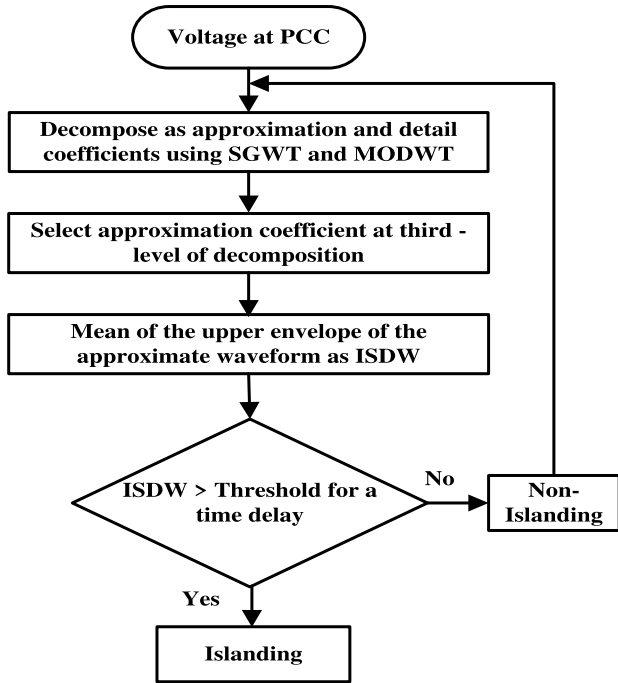 Voltage at PCC
Decompose as approximation and detail
coefficients using SGWT and MODWT
Select approximation coefficient at third -
level of decomposition
Mean of the upper envelope of the
approximate waveform as ISDW
ISDW > Threshold for a
time delay
No
Non-
Islanding
Yes
Islanding